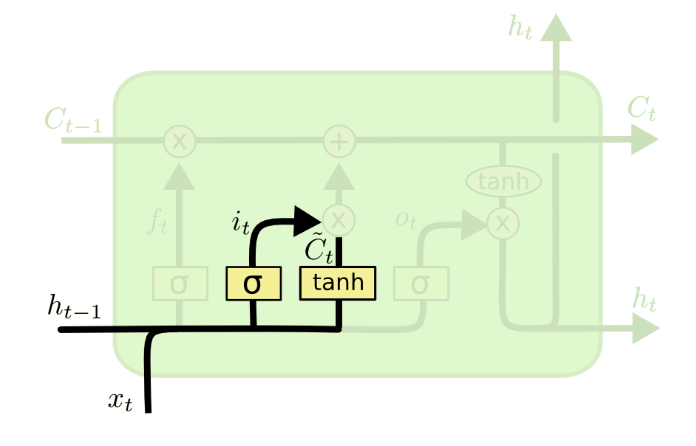 h_t
C_{t-1}
x
+
C_t
tanh
f_t
i_t
x
o_t
x
C̃_t
σ
σ
tanh
σ
h_{t-1}
h_t
x_t